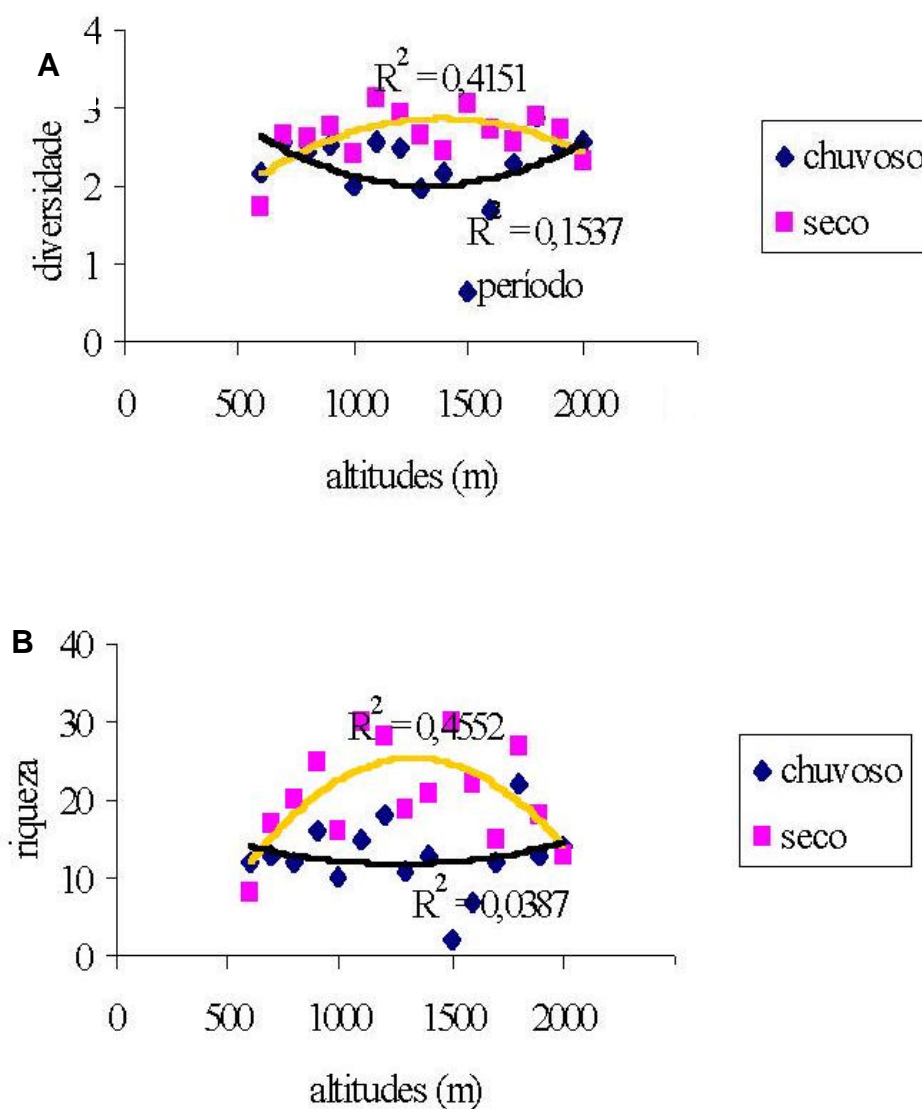 A
4
3
2
1
0
diversidade
R² = 0,4151
R² = 0,1537
período
0 500 1000 1500 2000
altitudes (m)
chuvoso
seco
B
40
30
20
10
0
riqueza
R² = 0,4552
R² = 0,0387
0 500 1000 1500 2000
altitudes (m)
chuvoso
seco